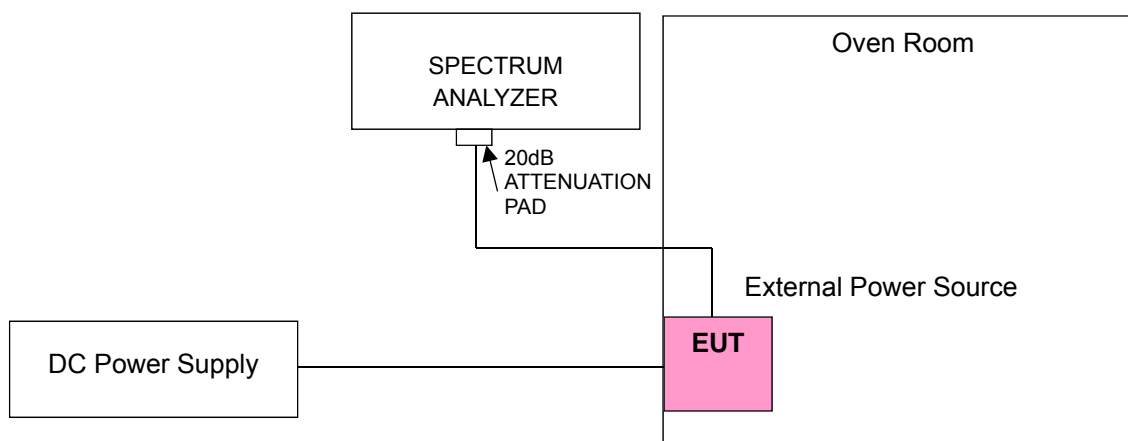 Oven Room
SPECTRUM
ANALYZER
20dB
ATTENUATION
PAD
External Power Source
EUT
DC Power Supply